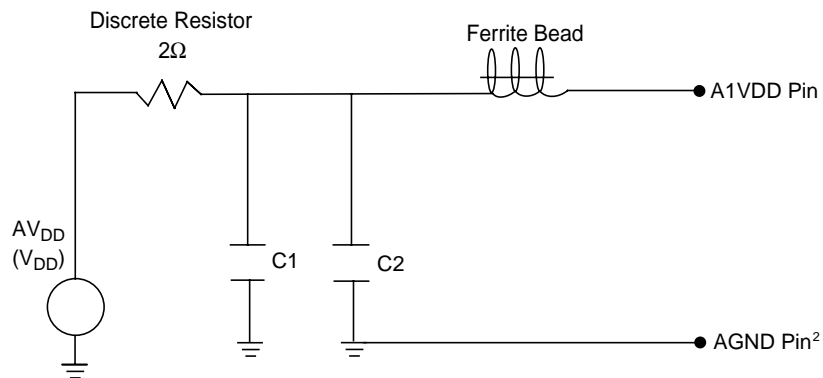 Discrete Resistor
2Ω
Ferrite Bead
A1VDD Pin
AVDD
(VDD)
C1
C2
AGND Pin²